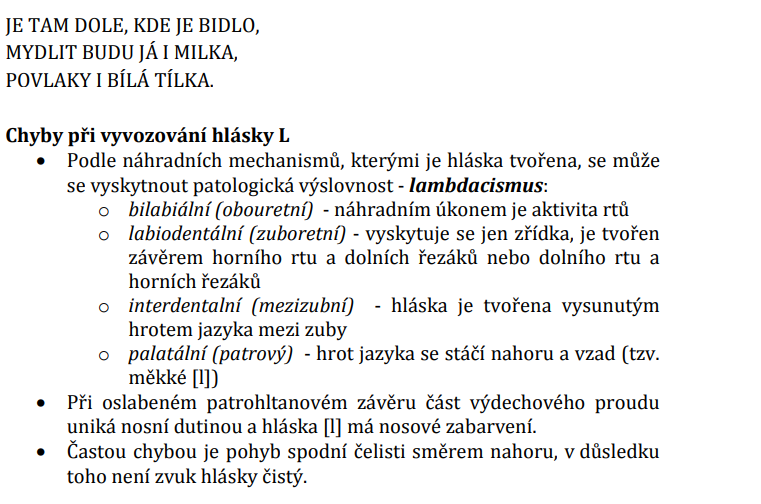 JE TAM DOLE, KDE JE BIDLO,
MYDLIT BUDU JÁ I MILKA,
POVLAKY I BÍLÁ TÍLKA.
Chyby při vyvozování hlásky L
• Podle náhradních mechanismů, kterými je hláska tvořena, se může
se vyskytnout patologická výslovnost - lambdacismus:
o bilabiální (obouretní) - náhradním úkonem je aktivita rtů
o labiodentální (zuboretní) - vyskytuje se jen zřídka, je tvořen
závěrem horního rtu a dolních řezáků nebo dolního rtu a
horních řezáků
o interdentalní (mezizubní) - hláska je tvořena vysunutým
hrotem jazyka mezi zuby
o palatální (patrový) - hrot jazyka se stáčí nahoru a vzad (tzv.
měkké [l])
• Při oslabeném patrohltanovém závěru část výdechového proudu
uniká nosní dutinou a hláska [l] má nosové zabarvení.
• Častou chybou je pohyb spodní čelisti směrem nahoru, v důsledku
toho není zvuk hlásky čistý.